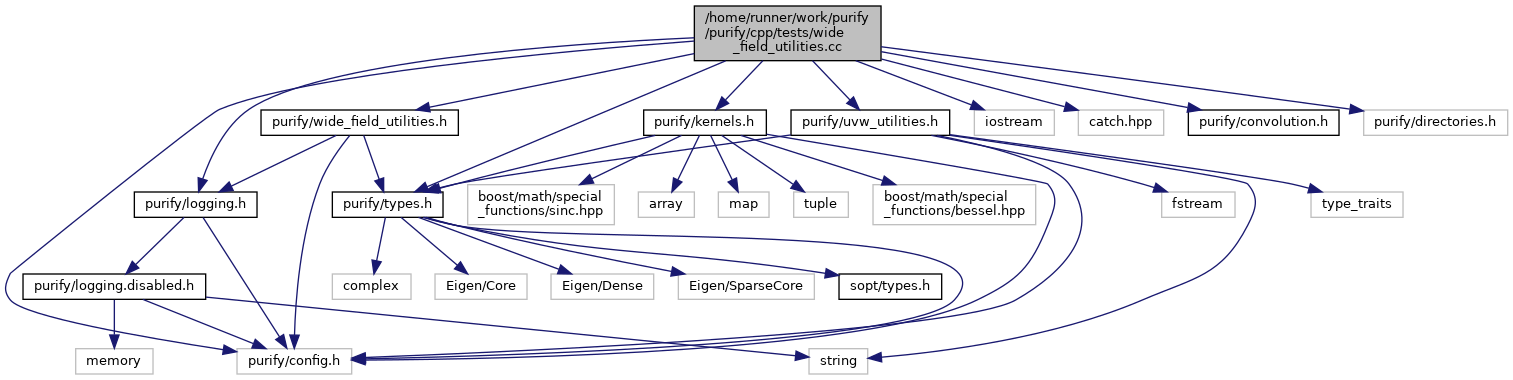 /home/runner/work/purify
/purify/cpp/tests/wide
_field_utilities.cc
purify/wide_field_utilities.h
purify/kernels.h
purify/uvw_utilities.h
iostream
catch.hpp
purify/convolution.h
purify/directories.h
purify/logging.h
purify/types.h
boost/math/special
_functions/sinc.hpp
array
map
tuple
boost/math/special
_functions/bessel.hpp
fstream
type_traits
purify/logging.disabled.h
complex
Eigen/Core
Eigen/Dense
Eigen/SparseCore
sopt/types.h
memory
purify/config.h
string